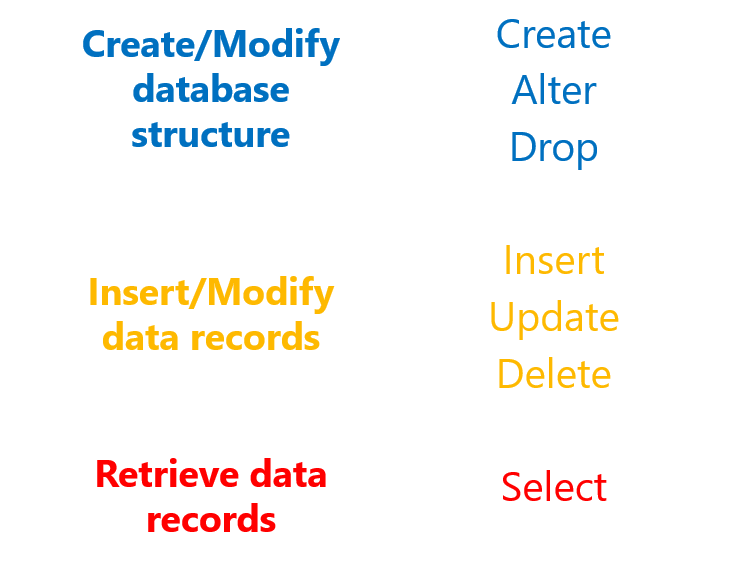 Create/Modify
database
structure
Create
Alter
Drop
Insert/Modify
data records
Insert
Update
Delete
Retrieve data
records
Select